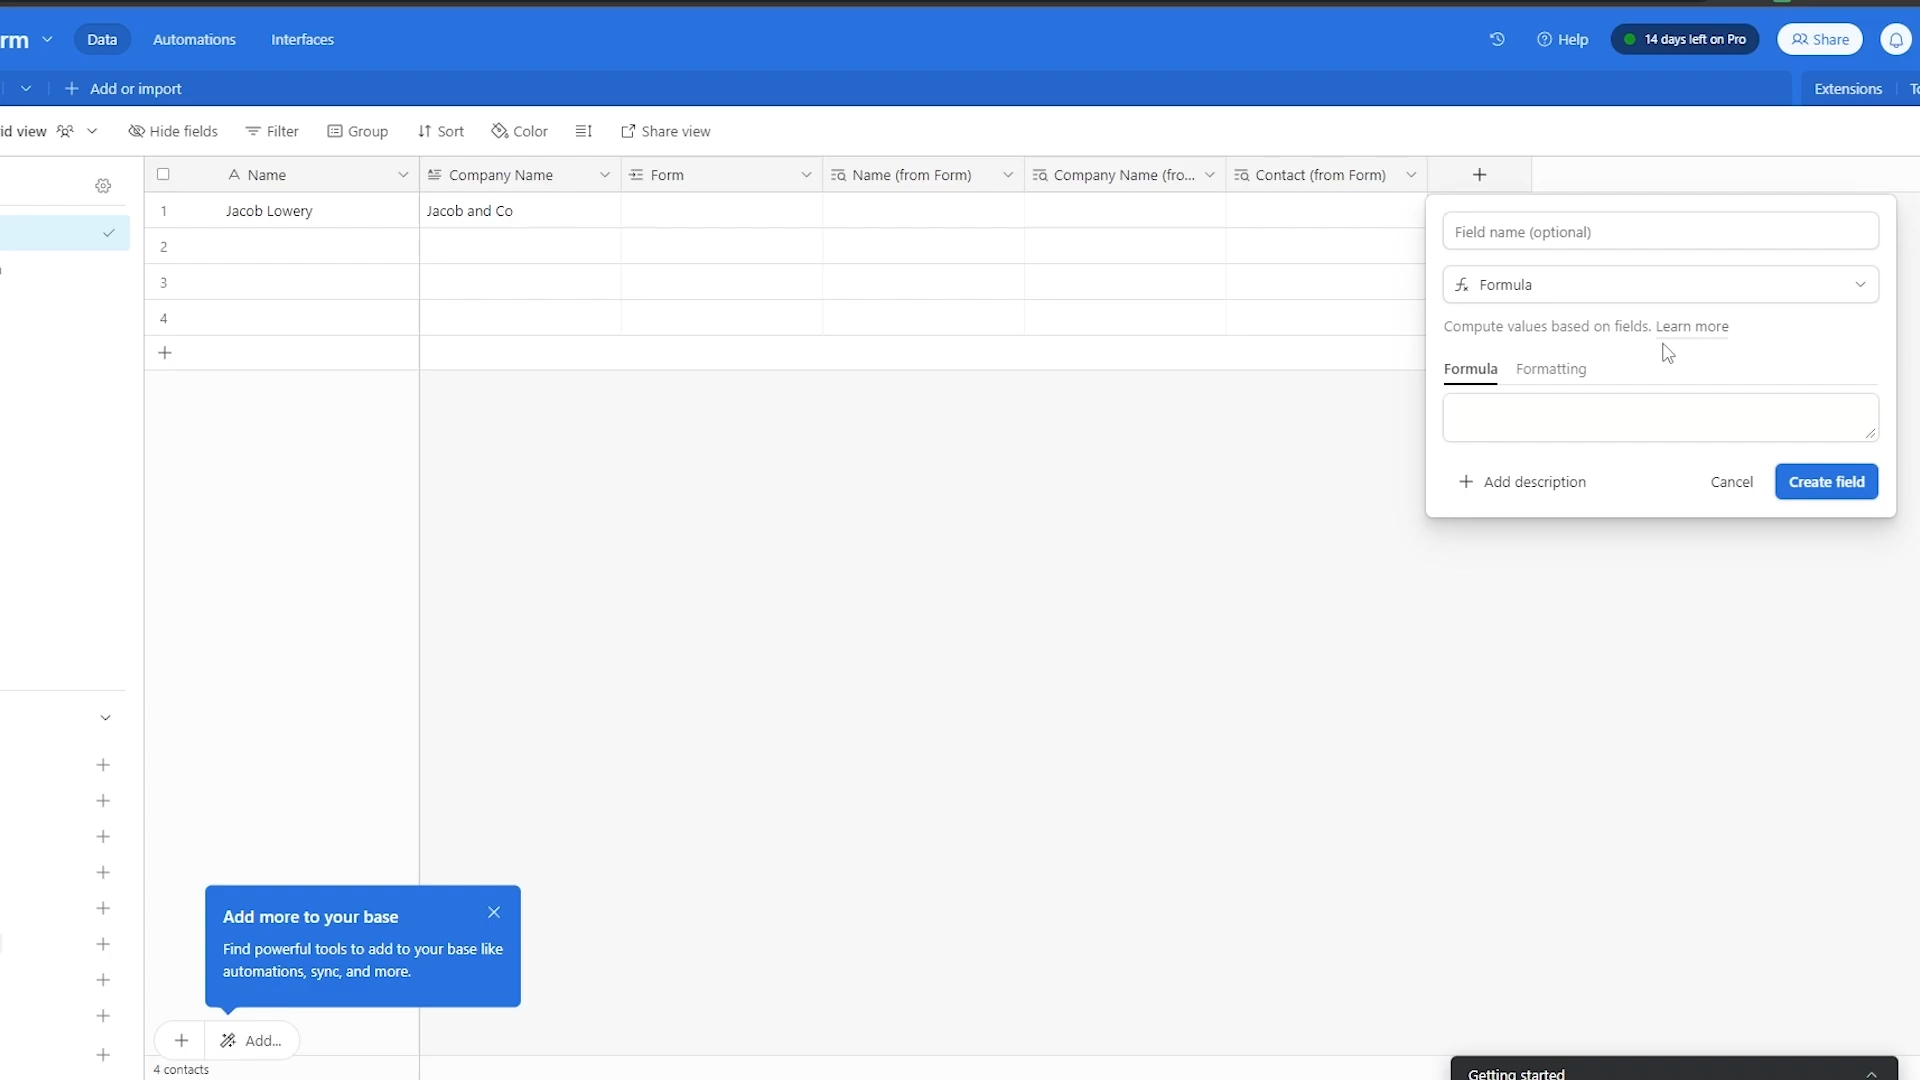 rm
Data
Automations
Interfaces
Help
14 days left on Pro
Share
Add or import
Extensions
To
id view
Hide fields
Filter
Group
Sort
Color
Share view
Name
Company Name
Form
Name (from Form)
Company Name (fro...
Contact (from Form)
1
Jacob Lowery
Jacob and Co
2
3
4
Field name (optional)
Formula
Compute values based on fields. Learn more
Formula
Formatting
Add description
Cancel
Create field
Add more to your base
Find powerful tools to add to your base like
automations, sync, and more.
Add...
4 contacts
Getting started